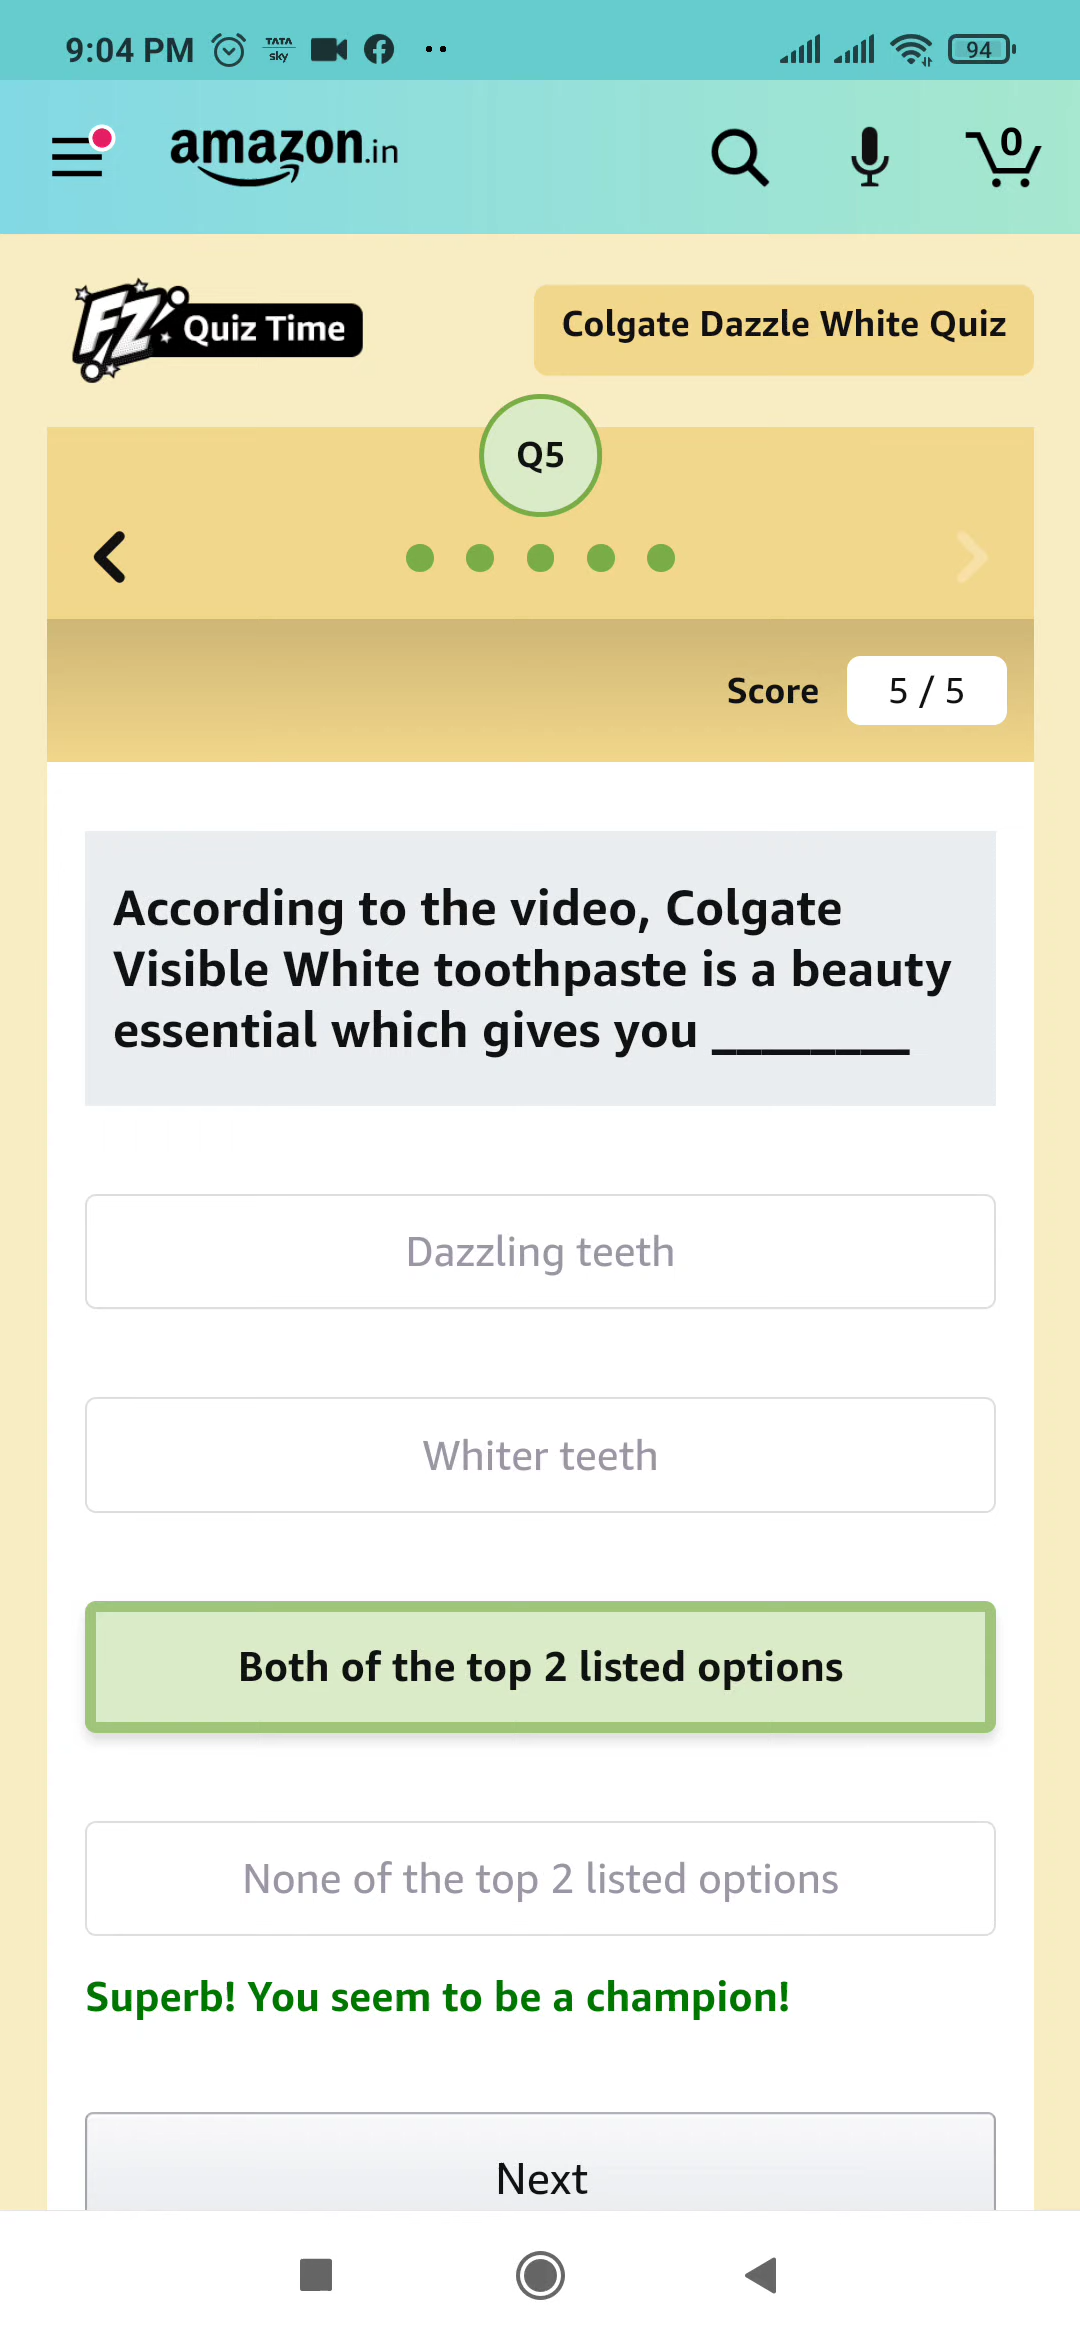 9:04 PM TATA sky 94
amazon.in 0
FZ Quiz Time Colgate Dazzle White Quiz
Q5
Score 5 / 5
According to the video, Colgate
Visible White toothpaste is a beauty
essential which gives you ________
Dazzling teeth
Whiter teeth
Both of the top 2 listed options
None of the top 2 listed options
Superb! You seem to be a champion!
Next